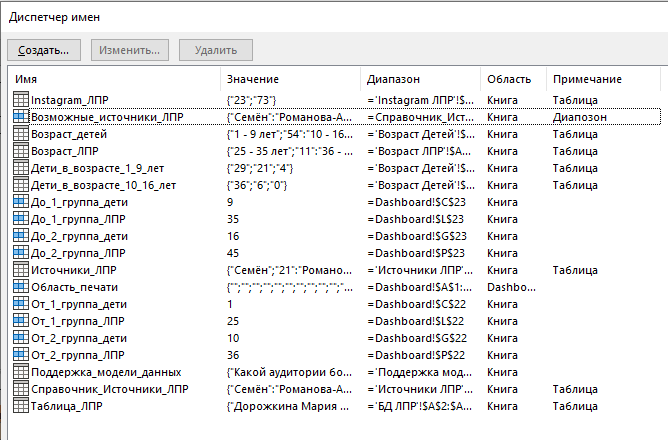 Диспетчер имен
Создать... Изменить... Удалить
Имя Значение Диапазон Область Примечание
Instagram_ЛПР {"23";"73"} ='Instagram ЛПР'!$... Книга Таблица
Возможные_источники_ЛПР {"Семён";"Романова-А... =Справочник_Ист... Книга Диапозон
Возраст_детей {"1 - 9 лет";"54":"10 - 16... ='Возраст Детей'!$... Книга Таблица
Возраст_ЛПР {"25 - 35 лет";"11":"36 - ... ='Возраст ЛПР'!$A... Книга Таблица
Дети_в_возрасте_1_9_лет {"29";"21";"4"} ='Возраст Детей'!$... Книга Таблица
Дети_в_возрасте_10_16_лет {"36";"6";"0"} ='Возраст Детей'!$... Книга Таблица
До_1_группа_дети 9 =Dashboard!$C$23 Книга
До_1_группа_ЛПР 35 =Dashboard!$L$23 Книга
До_2_группа_дети 16 =Dashboard!$G$23 Книга
До_2_группа_ЛПР 45 =Dashboard!$P$23 Книга
Источники_ЛПР {"Семён";"21":"Романо... ='Источники ЛПР'... Книга Таблица
Область_печати {"";"";"";"";"";"";"";"";"";"";"... =Dashboard!$A$1:... Dashbo...
От_1_группа_дети 1 =Dashboard!$C$22 Книга
От_1_группа_ЛПР 25 =Dashboard!$L$22 Книга
От_2_группа_дети 10 =Dashboard!$G$22 Книга
От_2_группа_ЛПР 36 =Dashboard!$P$22 Книга
Поддержка_модели_данных {"Какой аудитории бо... ='Поддержка мод... Книга
Справочник_Источники_ЛПР {"Семён":"Романова-А... ='Источники ЛПР'... Книга Таблица
Таблица_ЛПР {"Дорожкина Мария ... ='БД ЛПР'!$A$2:$A... Книга Таблица